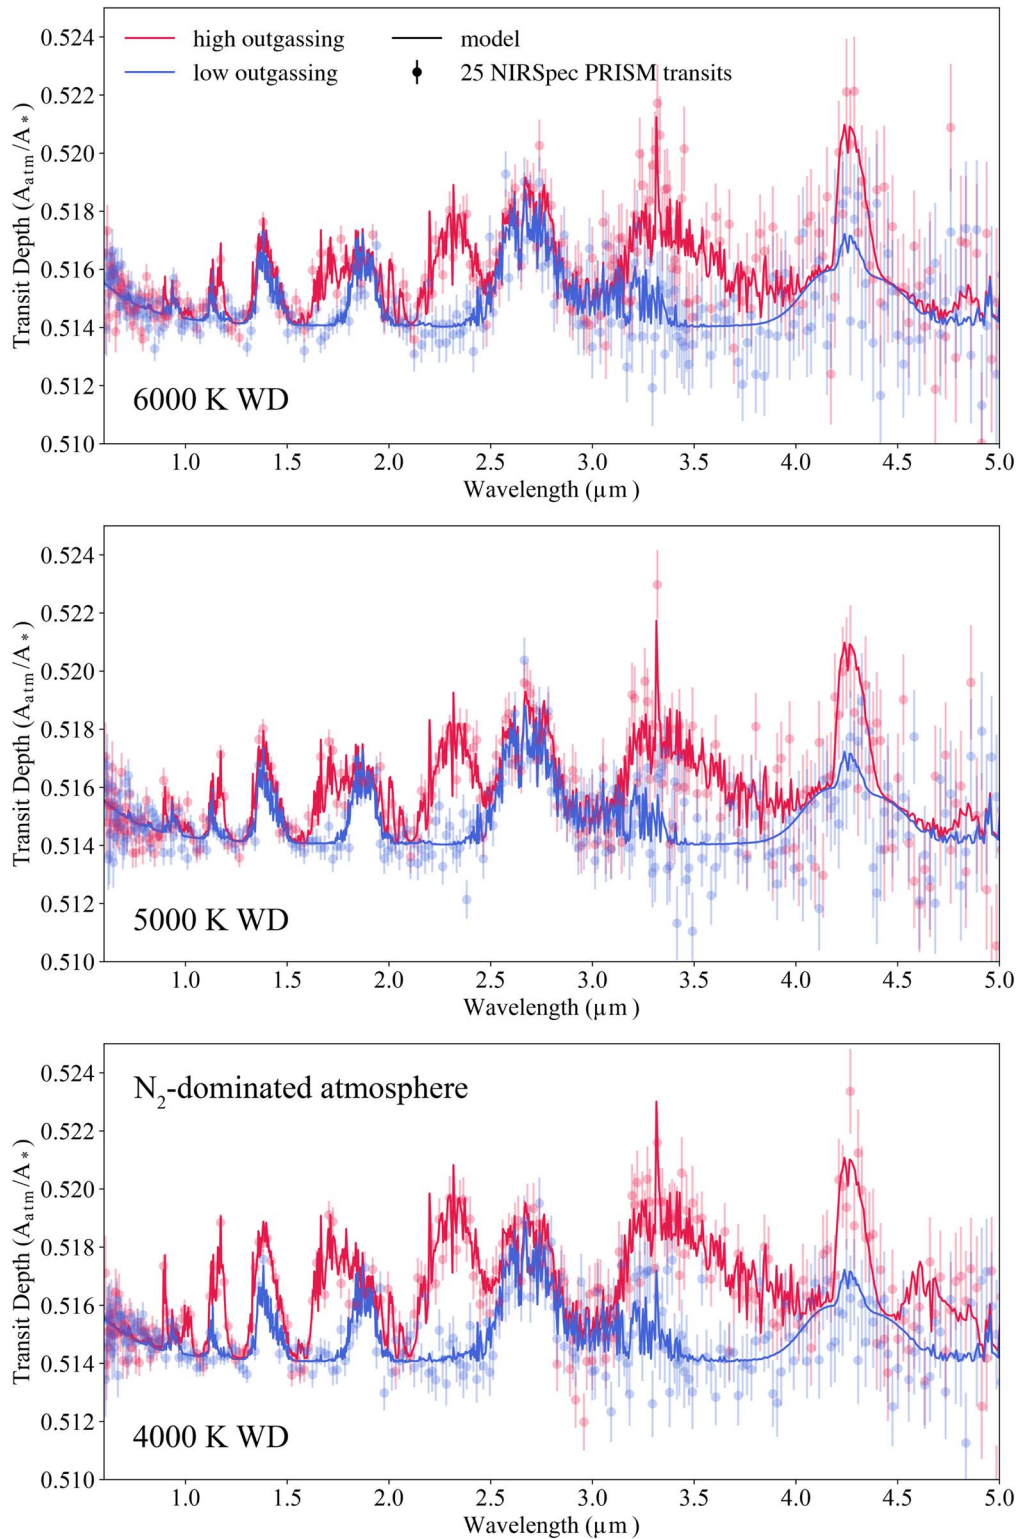 high outgassing
model
low outgassing
25 NIRSpec PRISM transits
0.524
0.522
0.520
0.518
0.516
0.514
0.512
0.510
Transit Depth (A_atm/A_*)
6000 K WD
1.0 1.5 2.0 2.5 3.0 3.5 4.0 4.5 5.0
Wavelength (μm)
0.524
0.522
0.520
0.518
0.516
0.514
0.512
0.510
Transit Depth (A_atm/A_*)
5000 K WD
1.0 1.5 2.0 2.5 3.0 3.5 4.0 4.5 5.0
Wavelength (μm)
N₂-dominated atmosphere
0.524
0.522
0.520
0.518
0.516
0.514
0.512
0.510
Transit Depth (A_atm/A_*)
4000 K WD
1.0 1.5 2.0 2.5 3.0 3.5 4.0 4.5 5.0
Wavelength (μm)